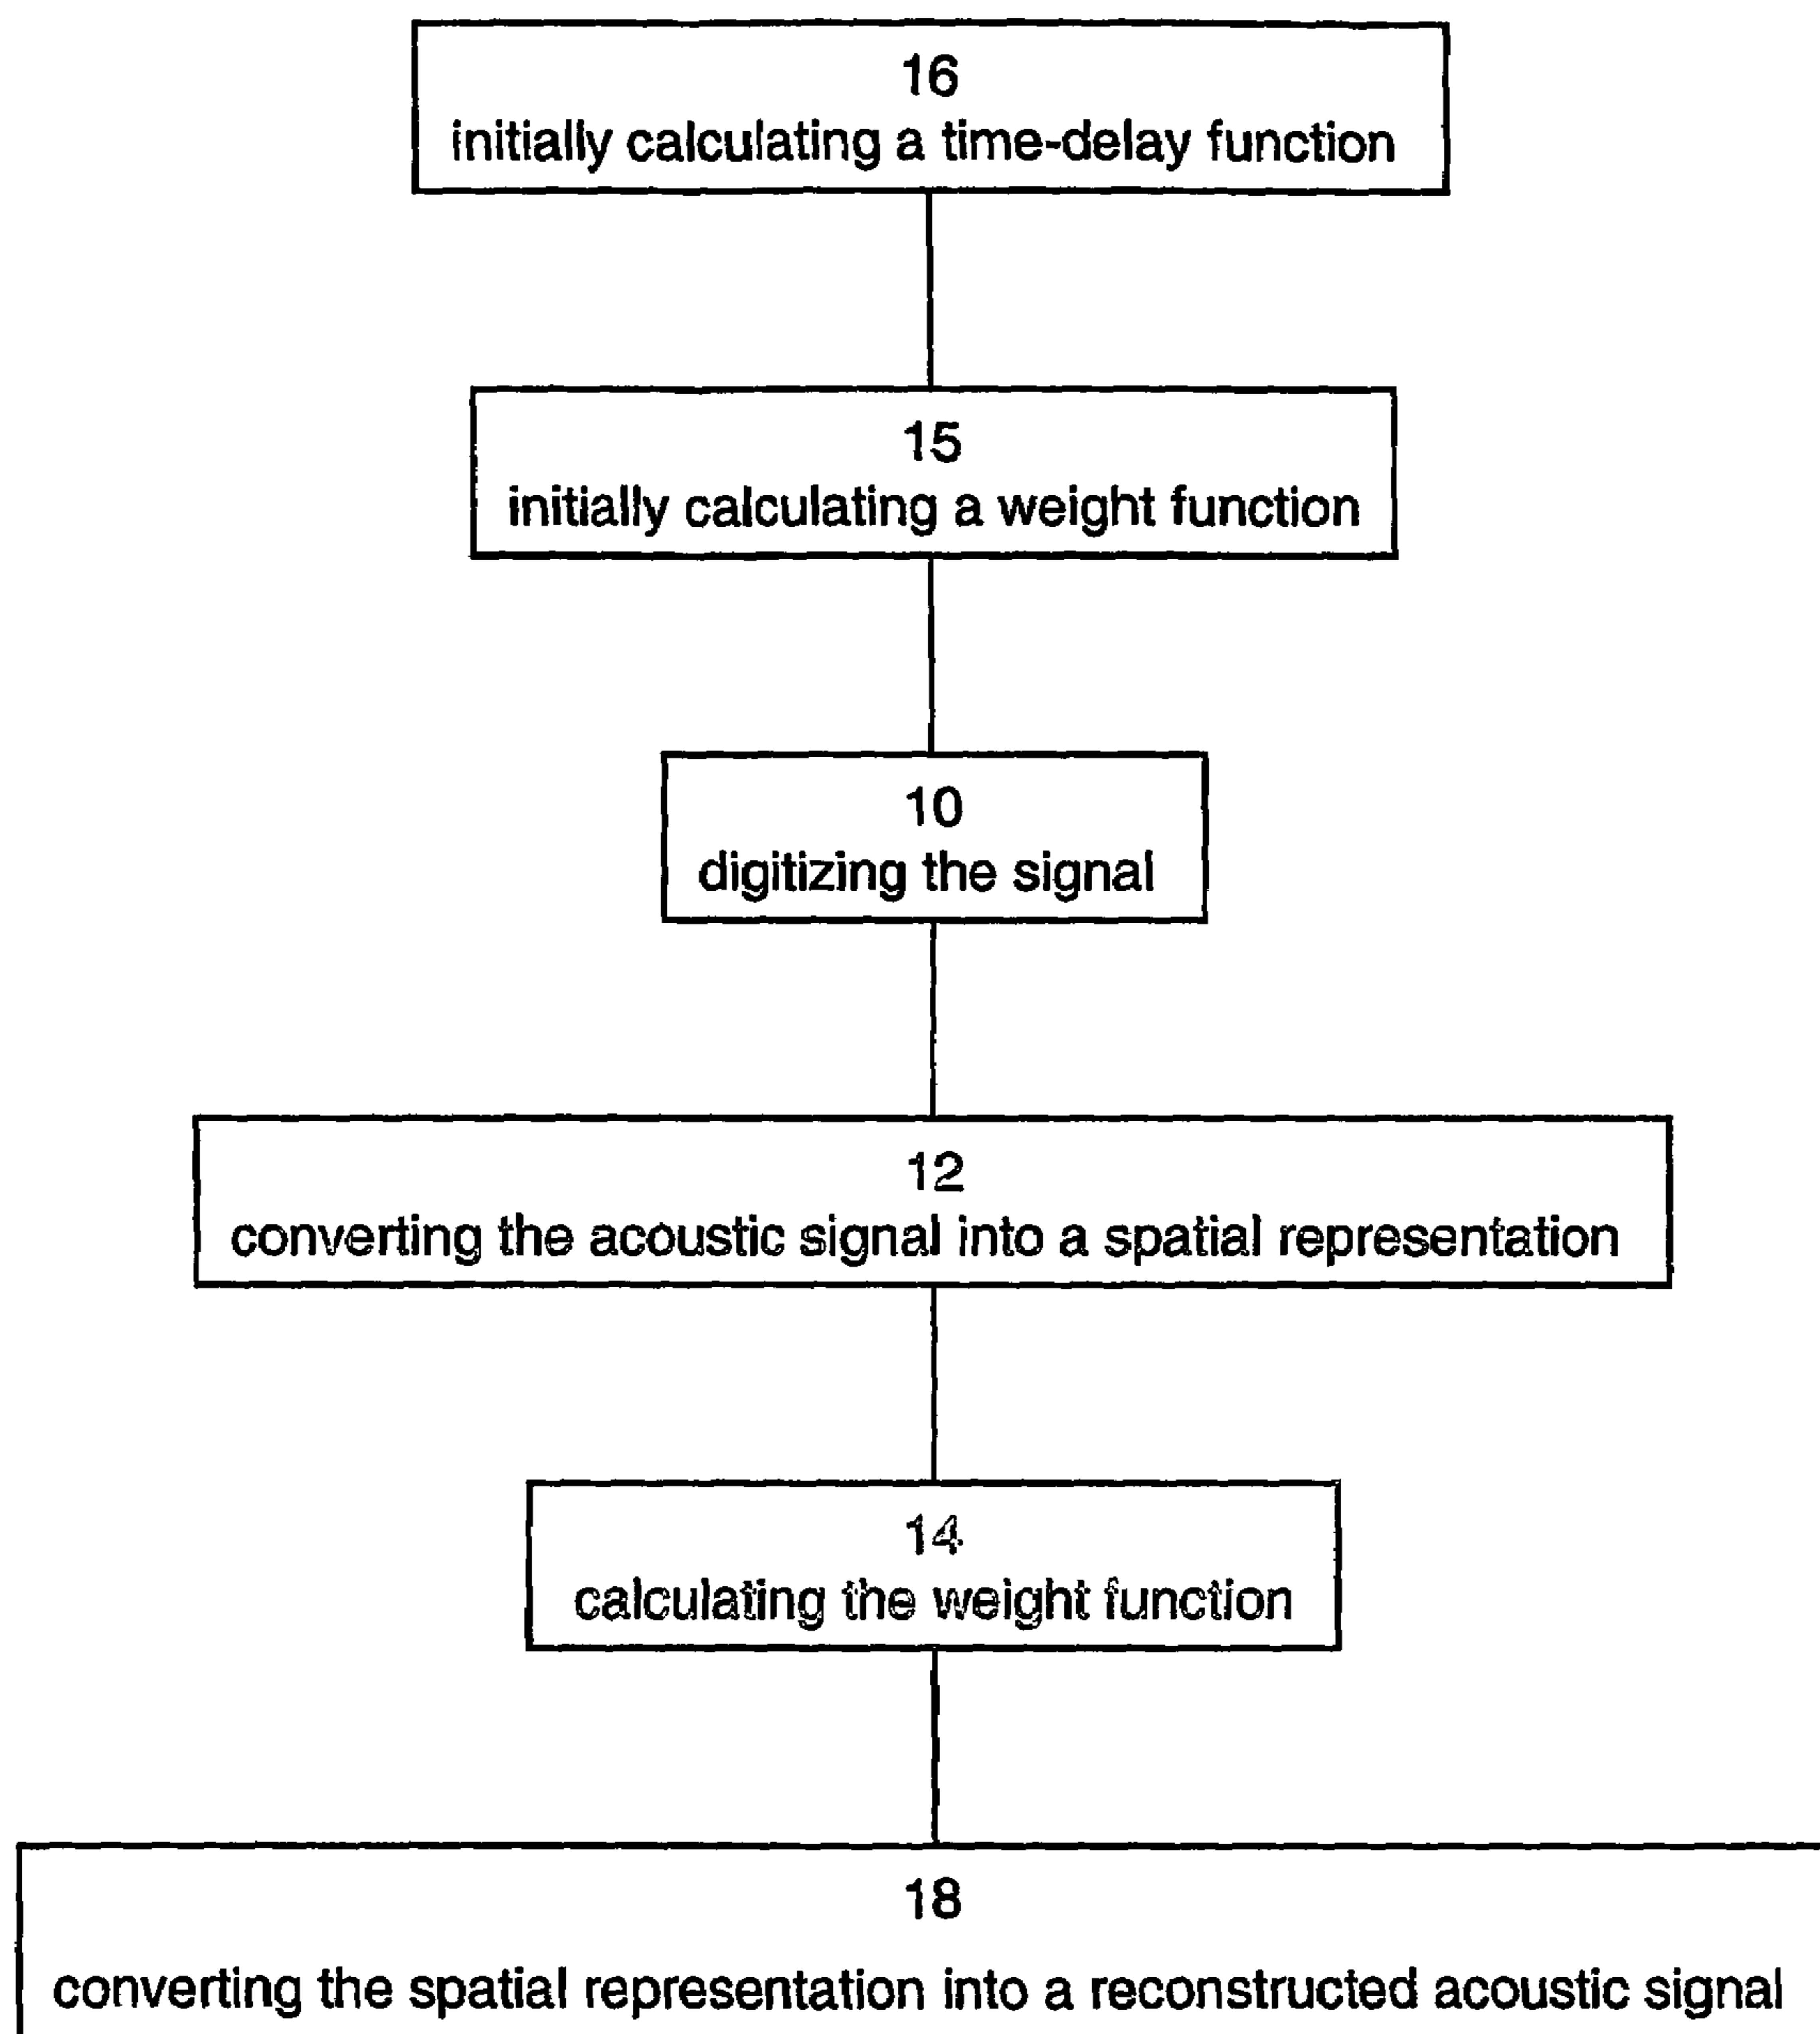 16
initially calculating a time-delay function
15
initially calculating a weight function
10
digitizing the signal
12
converting the acoustic signal into a spatial representation
14
calculating the weight function
18
converting the spatial representation into a reconstructed acoustic signal